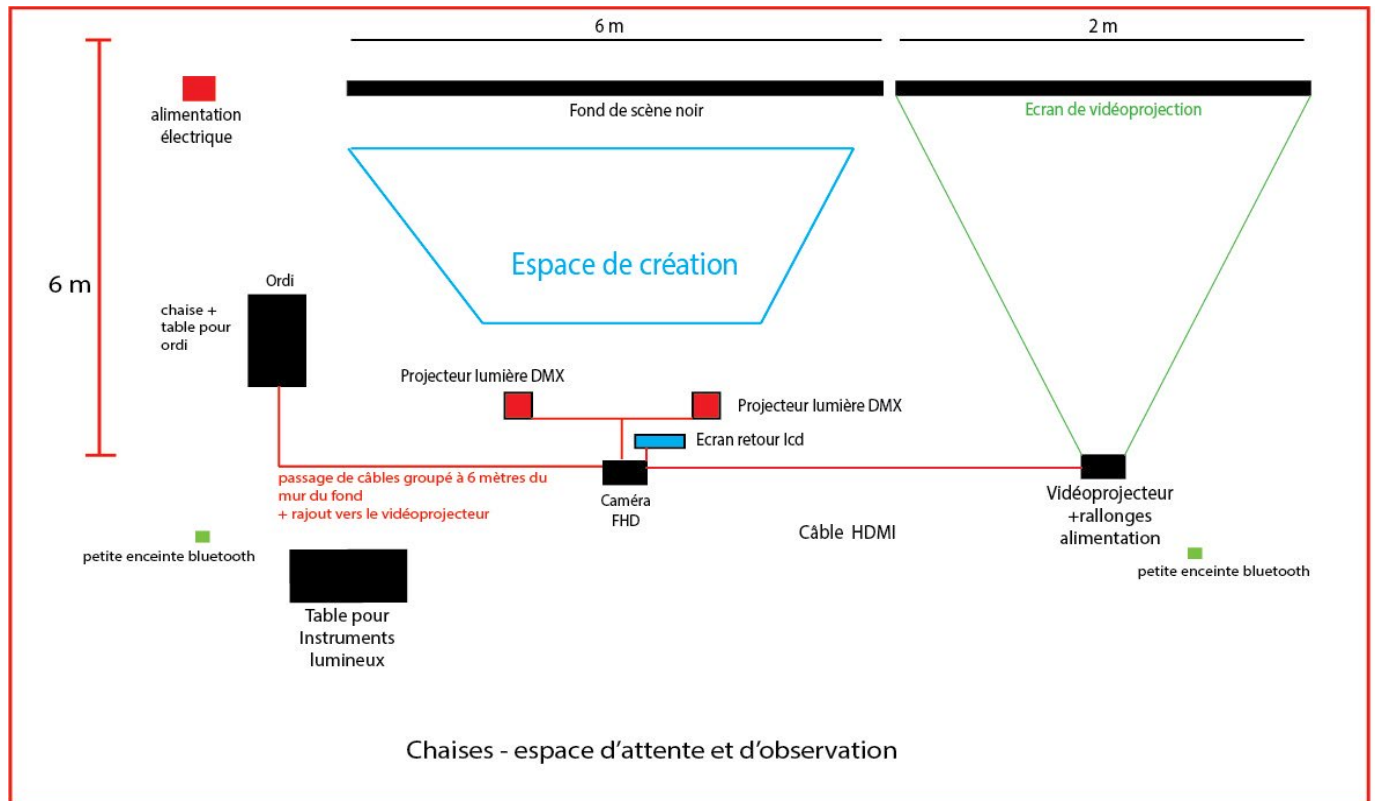 6 m
2 m
alimentation
électrique
Fond de scène noir
Ecran de vidéoprojection
Espace de création
6 m
Ordi
chaise +
table pour
ordi
Projecteur lumière DMX
Projecteur lumière DMX
Ecran retour lcd
passage de câbles groupé à 6 mètres du
mur du fond
+ rajout vers le vidéoprojecteur
Caméra
FHD
Vidéoprojecteur
+rallonges
alimentation
Câble HDMI
petite enceinte bluetooth
petite enceinte bluetooth
Table pour
Instruments
lumineux
Chaises - espace d'attente et d'observation